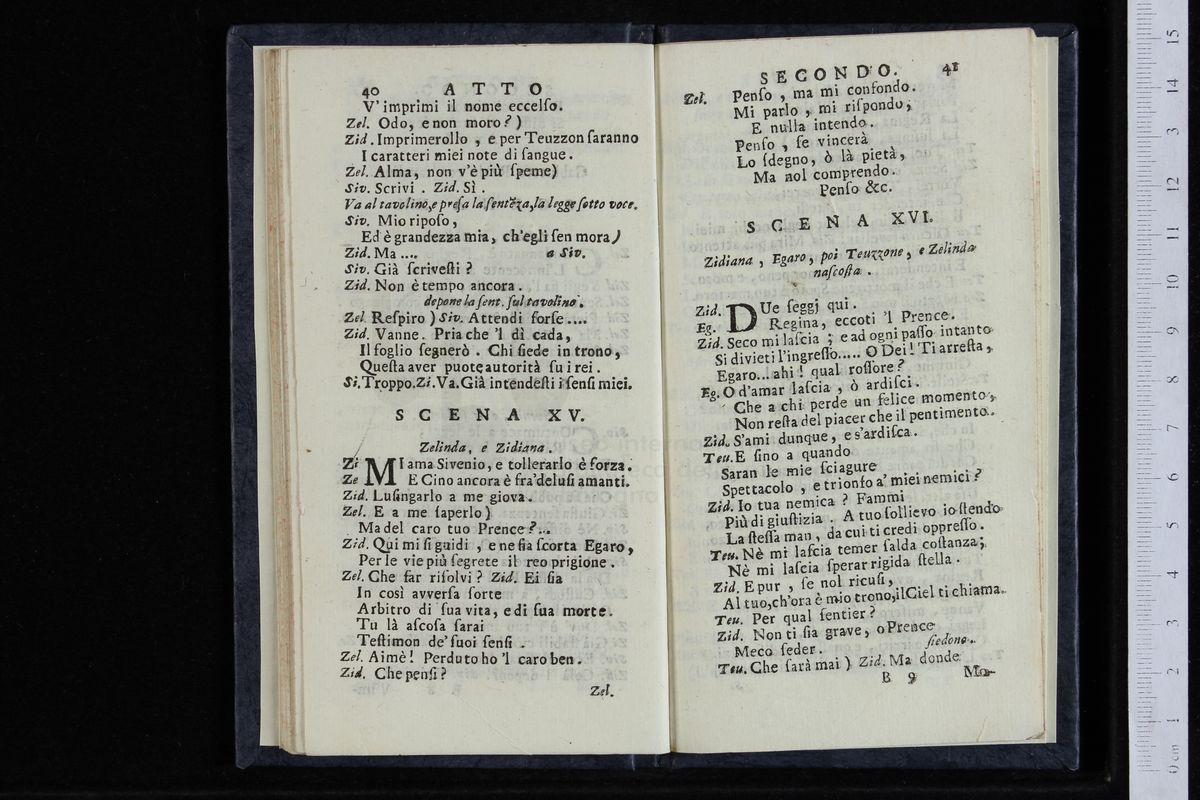 40 ATTO
V'imprimi il nome eccelſo.
Zel. Odo, e non moro?)
Zid. Imprimerollo, e per Teuzzon ſaranno
I caratteri miei note di ſangue.
Zel. Alma, non v'è più ſpeme)
Siv. Scrivi. Zid. Sì.
Va al tavolino, e preſa la ſentẽza, la legge ſotto voce.
Siv. Mio ripoſo,
Ed è grandezza mia, ch'egli ſen mora)
Zid. Ma.... a Siv.
Siv. Già ſcriveſti?
Zid. Non è tempo ancora.
depone la ſent. ſul tavolino.
Zel. Reſpiro) Siv. Attendi forſe....
Zid. Vanne. Pria che 'l dì cada,
Il foglio ſegnerò. Chi ſiede in trono,
Queſta aver puote autorità ſu i rei.
Si. Troppo. Zi. Va. Già intendeſti i ſenſi miei.
SCENA XV.
Zelinda, e Zidiana.
Zi MI ama Sivenio, e tollerarlo è forza.
Ze E Cino ancora è fra' deluſi amanti.
Zid. Luſingarlo a me giova.
Zel. E a me ſaperlo)
Ma del caro tuo Prence?...
Zid. Qui mi ſi guidi, e ne ſia ſcorta Egaro,
Per le vie più ſegrete il reo prigione.
Zel. Che far riſolvi? Zid. Ei ſia
In così avverſa ſorte
Arbitro di ſua vita, e di ſua morte.
Tu là aſcoſa ſarai
Teſtimon de' ſuoi ſenſi.
Zel. Aimè! Perduto ho 'l caro ben.
Zid. Che penſi?
Zel.
SECONDO. 41
Zel. Penſo, ma mi confondo.
Mi parlo, mi riſpondo,
E nulla intendo.
Penſo, ſe vincerà
Lo ſdegno, ò là pietà,
Ma nol comprendo.
Penſo &c.
SCENA XVI.
Zidiana, Egaro, poi Teuzzone, e Zelinda
naſcoſta.
Zid. DUe ſeggj qui.
Eg. Regina, eccoti 'l Prence.
Zid. Seco mi laſcia; e ad ogni paſſo intanto
Si divieti l'ingreſſo..... O Dei! Ti arreſta,
Egaro... ahi! qual roſſore?
Eg. O d'amar laſcia, ò ardiſci.
Che a chi perde un felice momento,
Non reſta del piacer che il pentimento.
Zid. S'ami dunque, e s'ardiſca.
Teu. E ſino a quando
Saran le mie ſciagure
Spettacolo, e trionfo a' miei nemici?
Zid. Io tua nemica? Fammi
Più di giuſtizia. A tuo ſollievo io ſtendo
La ſteſſa man, da cui ti credi oppreſſo.
Teu. Nè mi laſcia temer ſalda coſtanza;
Nè mi laſcia ſperar rigida ſtella.
Zid. E pur, ſe nol ricuſi,
Al tuo, ch'ora è mio trono, il Ciel ti chiama.
Teu. Per qual ſentier?
Zid. Non ti ſia grave, o Prence
Meco ſeder. ſiedono.
Teu. Che ſarà mai) Zid. Ma donde
B 9 Mo-